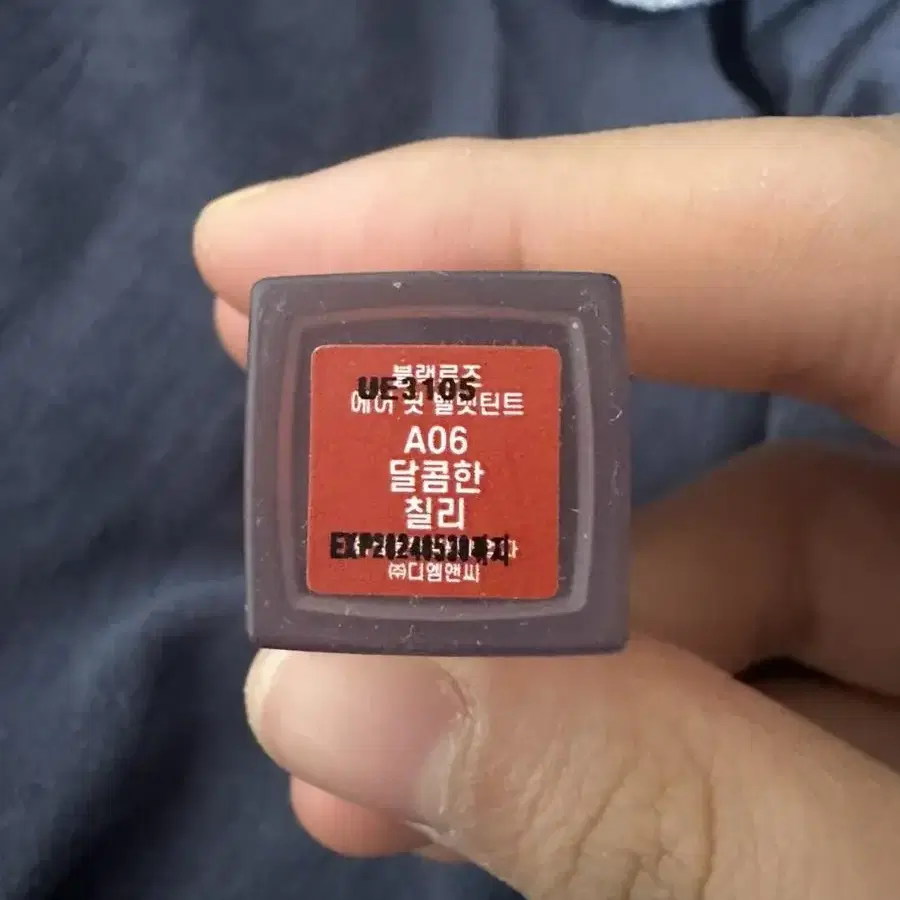 블랙루즈
UE3105
에어 핏 벨벳틴트
A06
달콤한
칠리
EXP20240530까지
㈜디엠앤씨